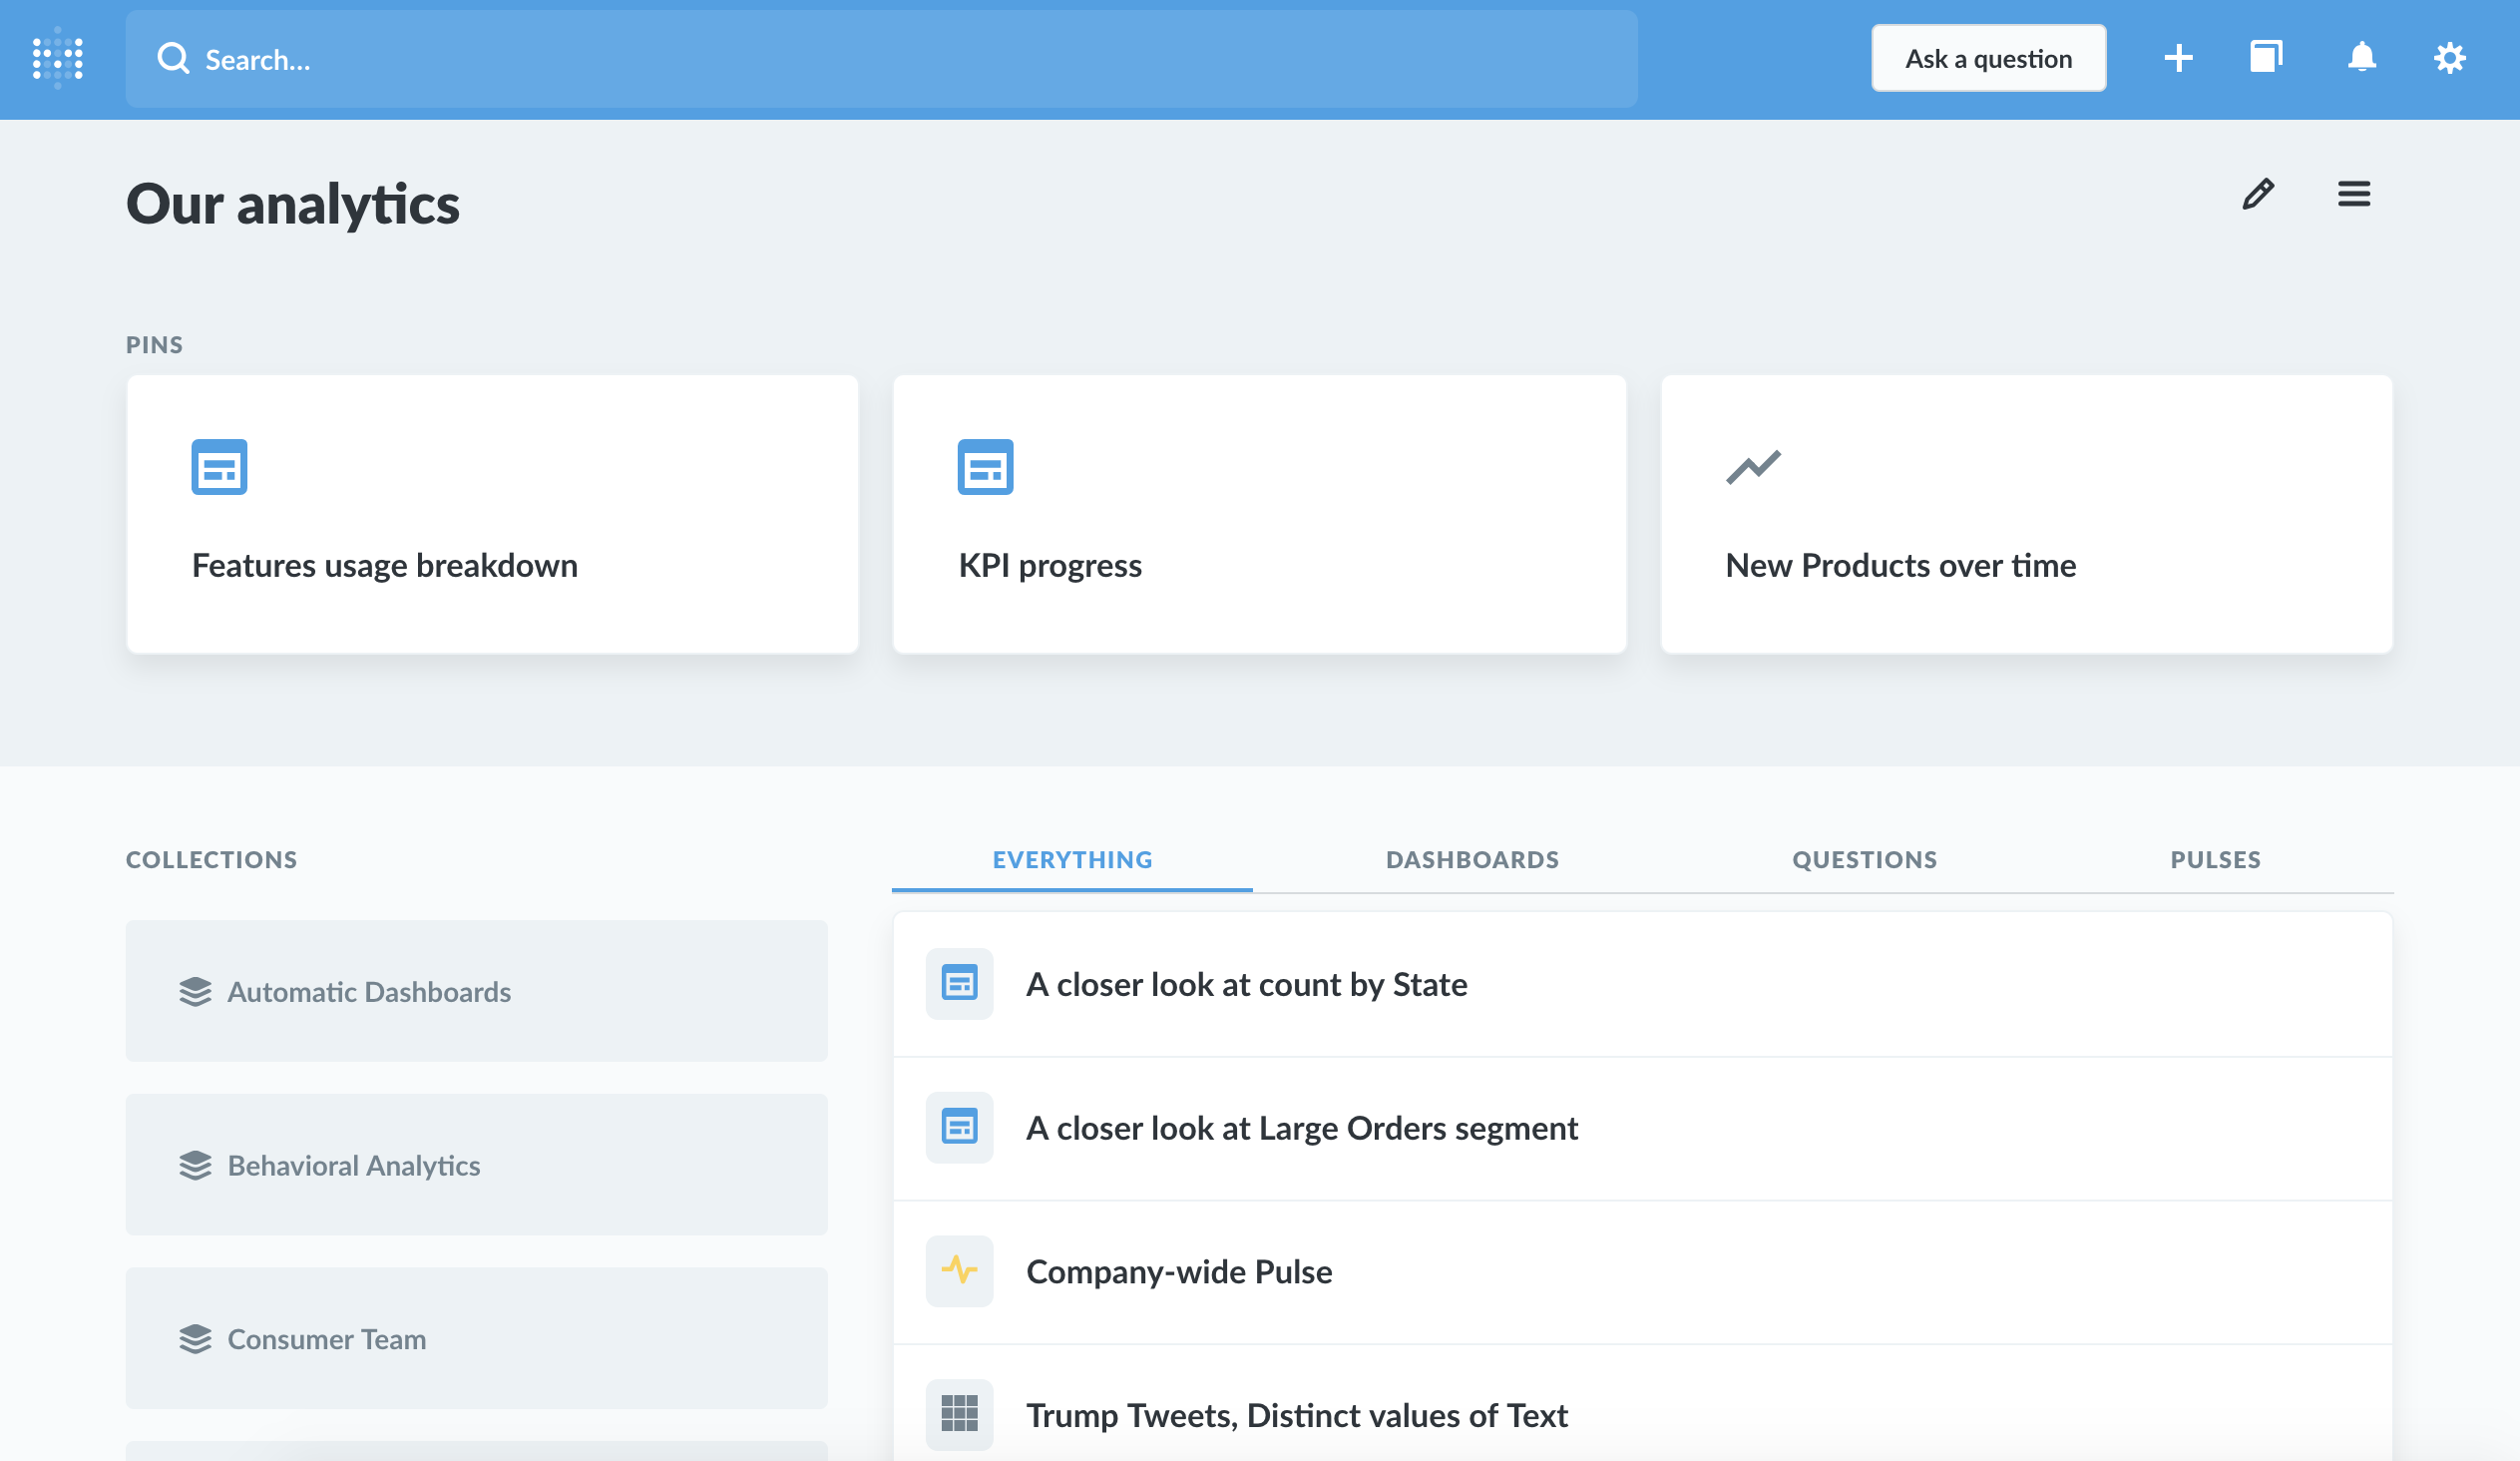 Search...
Ask a question
Our analytics
PINS
Features usage breakdown
KPI progress
New Products over time
COLLECTIONS
EVERYTHING
DASHBOARDS
QUESTIONS
PULSES
Automatic Dashboards
Behavioral Analytics
Consumer Team
A closer look at count by State
A closer look at Large Orders segment
Company-wide Pulse
Trump Tweets, Distinct values of Text